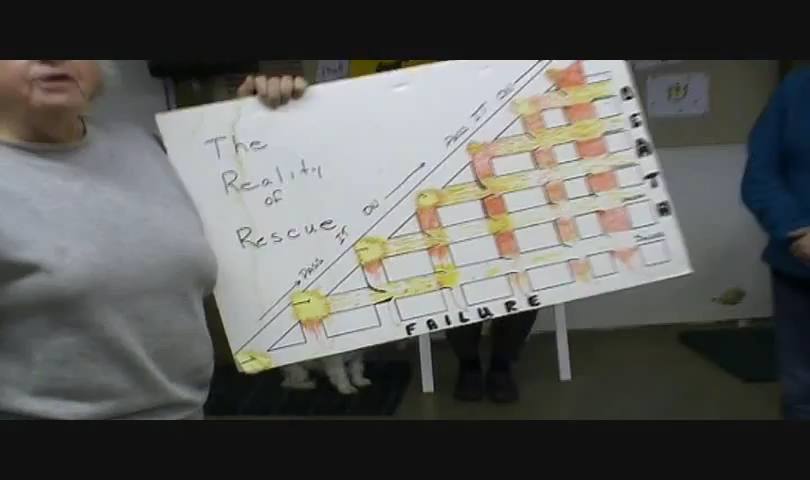 The
Reality
of
Rescue
PASS IT ON
PASS IT ON
FAILURE
DEATH